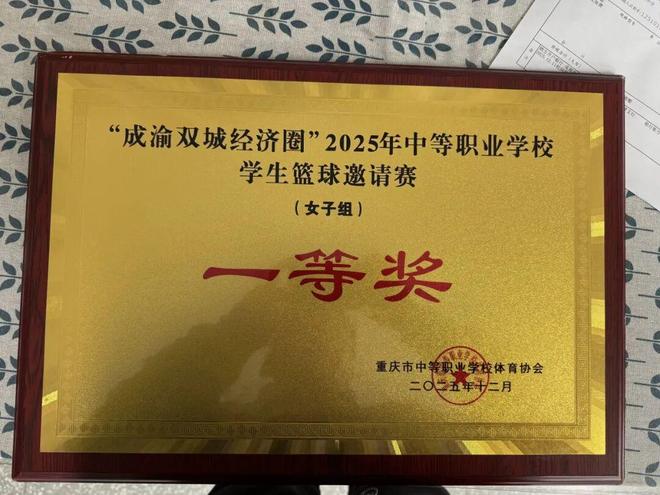 “成渝双城经济圈”2025年中等职业学校
学生篮球邀请赛
（女子组）
一等奖
重庆市中等职业学校体育协会
二〇二五年十二月